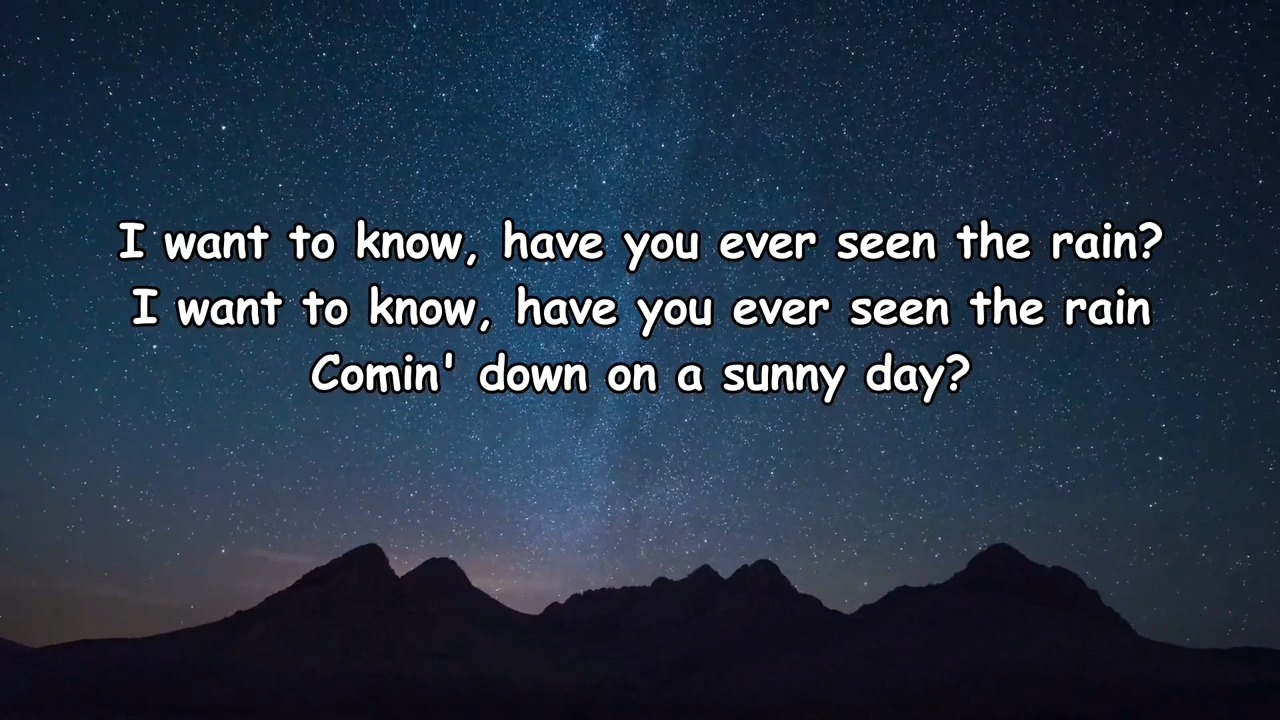 I want to know, have you ever seen the rain?
I want to know, have you ever seen the rain
Comin' down on a sunny day?